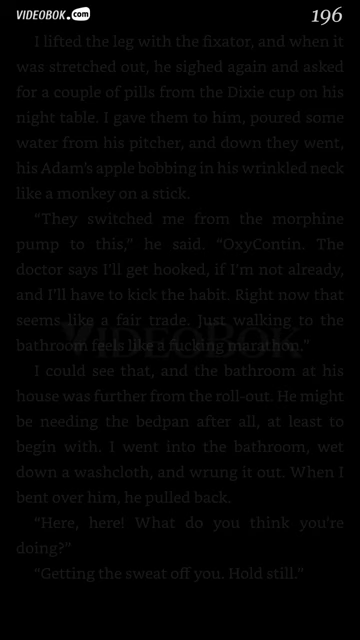 VIDEOBOK.com
196
I lifted the leg with the fixator, and when it
was stretched out, he sighed again and asked
for a couple of pills from the Dixie cup on his
night table. I gave them to him, poured some
water from his pitcher, and down they went,
his Adam's apple bobbing in his wrinkled neck
like a monkey on a stick.
“They switched me from the morphine
pump to this,” he said. “OxyContin. The
doctor says I'll get hooked, if I'm not already,
and I'll have to kick the habit. Right now that
seems like a fair trade. Just walking to the
VIDEOBOK
bathroom feels like a fucking marathon.”
I could see that, and the bathroom at his
house was further from the roll-out. He might
be needing the bedpan after all, at least to
begin with. I went into the bathroom, wet
down a washcloth, and wrung it out. When I
bent over him, he pulled back.
“Here, here! What do you think you're
doing?”
“Getting the sweat off you. Hold still.”